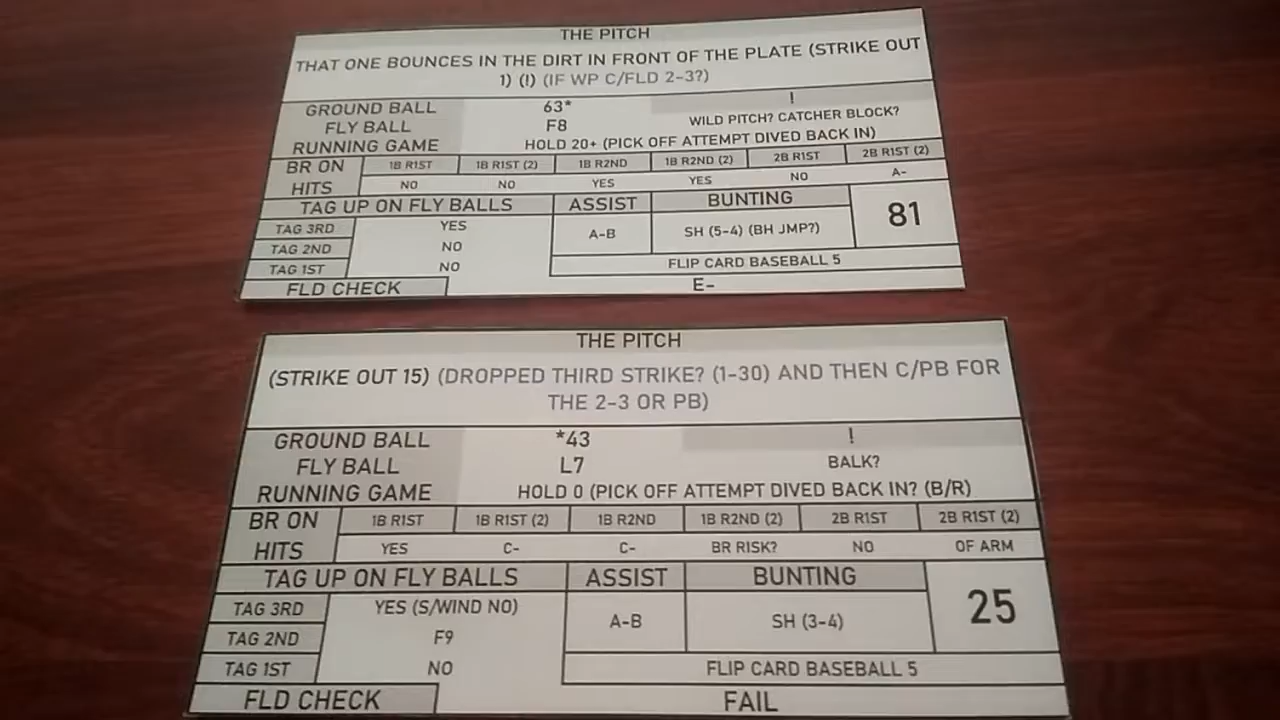 THE PITCH
THAT ONE BOUNCES IN THE DIRT IN FRONT OF THE PLATE (STRIKE OUT
1) (!) (IF WP C/FLD 2-3?)
GROUND BALL 63* !
FLY BALL F8 WILD PITCH? CATCHER BLOCK?
RUNNING GAME HOLD 20+ (PICK OFF ATTEMPT DIVED BACK IN)
BR ON 1B R1ST 1B R1ST (2) 1B R2ND 1B R2ND (2) 2B R1ST 2B R1ST (2)
HITS NO NO YES YES NO A-
TAG UP ON FLY BALLS ASSIST BUNTING 81
TAG 3RD YES A-B SH (5-4) (BH JMP?)
TAG 2ND NO
TAG 1ST NO FLIP CARD BASEBALL 5
FLD CHECK E-
THE PITCH
(STRIKE OUT 15) (DROPPED THIRD STRIKE? (1-30) AND THEN C/PB FOR
THE 2-3 OR PB)
GROUND BALL *43 !
FLY BALL L7 BALK?
RUNNING GAME HOLD 0 (PICK OFF ATTEMPT DIVED BACK IN? (B/R)
BR ON 1B R1ST 1B R1ST (2) 1B R2ND 1B R2ND (2) 2B R1ST 2B R1ST (2)
HITS YES C- C- BR RISK? NO OF ARM
TAG UP ON FLY BALLS ASSIST BUNTING 25
TAG 3RD YES (S/WIND NO) A-B SH (3-4)
TAG 2ND F9
TAG 1ST NO FLIP CARD BASEBALL 5
FLD CHECK FAIL